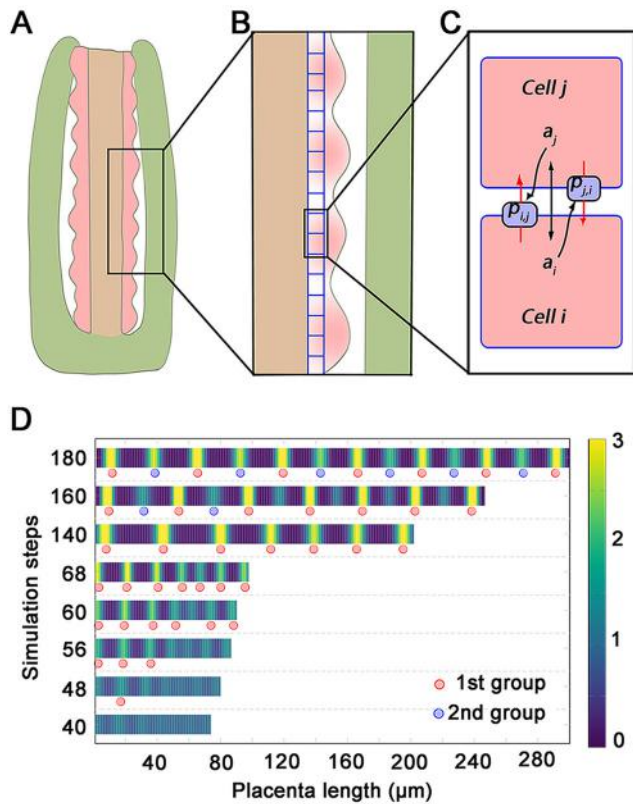 A
B
C
Cell j
a_j
p_i,j
p_j,i
a_i
Cell i
D
Simulation steps
180
160
140
68
60
56
48
40
1st group
2nd group
40 80 120 160 200 240 280
Placenta length (µm)
3
2
1
0